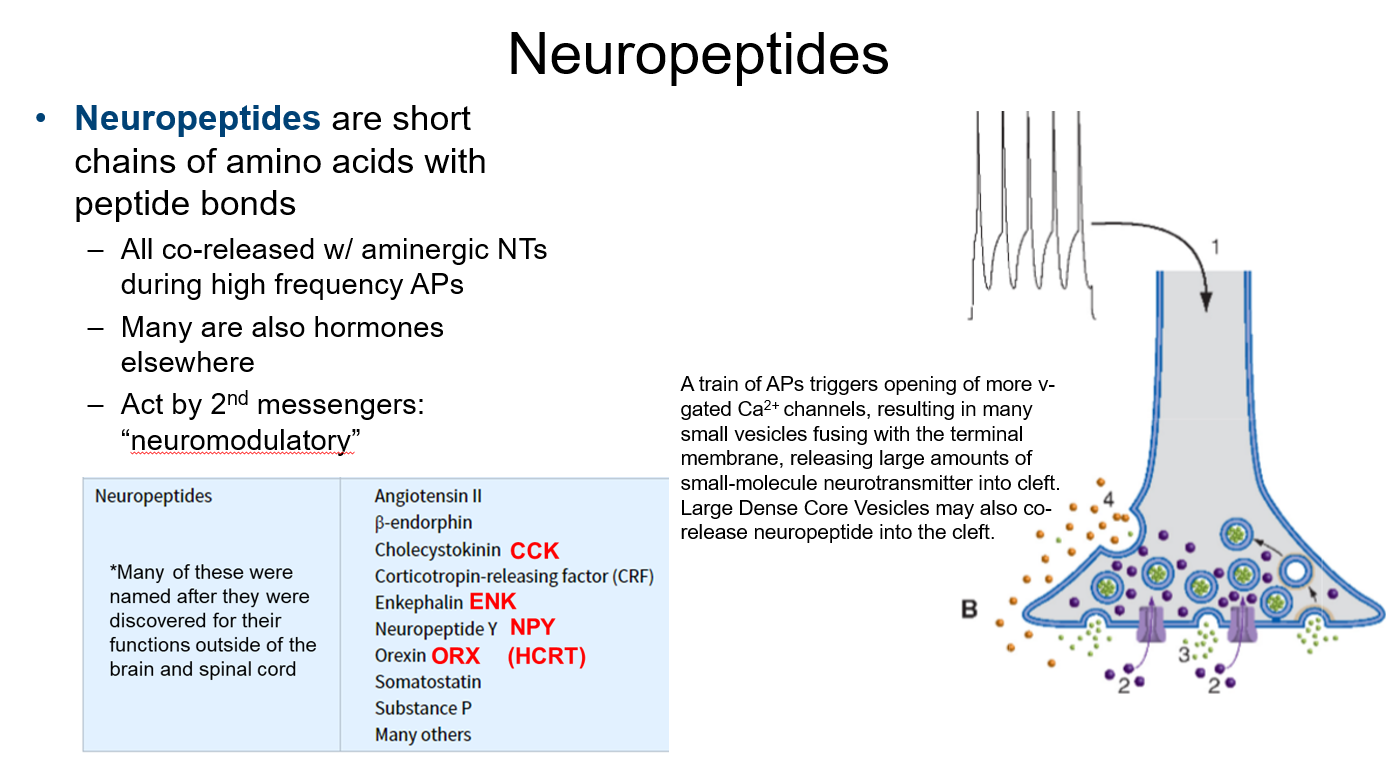 Neuropeptides
• Neuropeptides are short
chains of amino acids with
peptide bonds
– All co-released w/ aminergic NTs
during high frequency APs
– Many are also hormones
elsewhere
– Act by 2nd messengers:
“neuromodulatory”
Neuropeptides
*Many of these were
named after they were
discovered for their
functions outside of the
brain and spinal cord
Angiotensin II
β-endorphin
Cholecystokinin CCK
Corticotropin-releasing factor (CRF)
Enkephalin ENK
Neuropeptide Y NPY
Orexin ORX (HCRT)
Somatostatin
Substance P
Many others
A train of APs triggers opening of more v-
gated Ca2+ channels, resulting in many
small vesicles fusing with the terminal
membrane, releasing large amounts of
small-molecule neurotransmitter into cleft.
Large Dense Core Vesicles may also co-
release neuropeptide into the cleft.
1
4
B
3
2
2